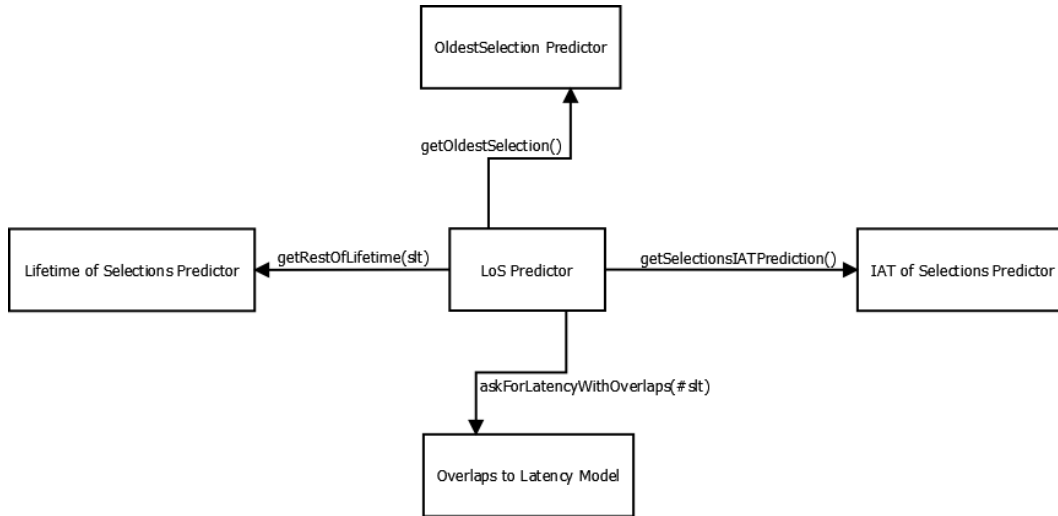 OldestSelection Predictor
getOldestSelection()
Lifetime of Selections Predictor
getRestOfLifetime(slt)
LoS Predictor
getSelectionsIATPrediction()
IAT of Selections Predictor
askForLatencyWithOverlaps(#slt)
Overlaps to Latency Model